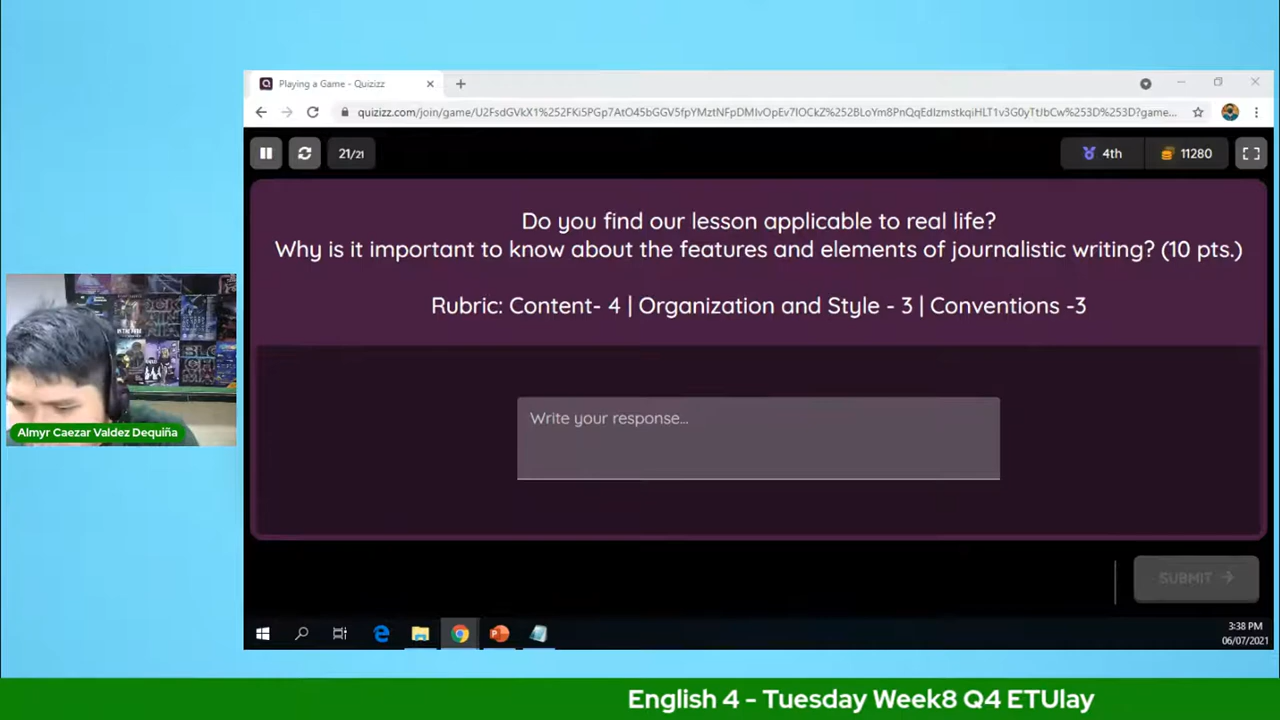 Playing a Game - Quizizz
quizizz.com/join/game/U2FsdGVkX1%252FKi5PGp7AtO45bGGV5fpYMztNFpDMIvOpEv7IOCkZ%252BLoYm8PnQqEdIzmstkqiHLT1v3G0yTtJbCw%253D%253D?game...
21/21
4th
11280
Do you find our lesson applicable to real life?
Why is it important to know about the features and elements of journalistic writing? (10 pts.)
Rubric: Content- 4 | Organization and Style - 3 | Conventions -3
Write your response...
SUBMIT
Almyr Caezar Valdez Dequiña
3:38 PM
06/07/2021
English 4 - Tuesday Week8 Q4 ETUlay